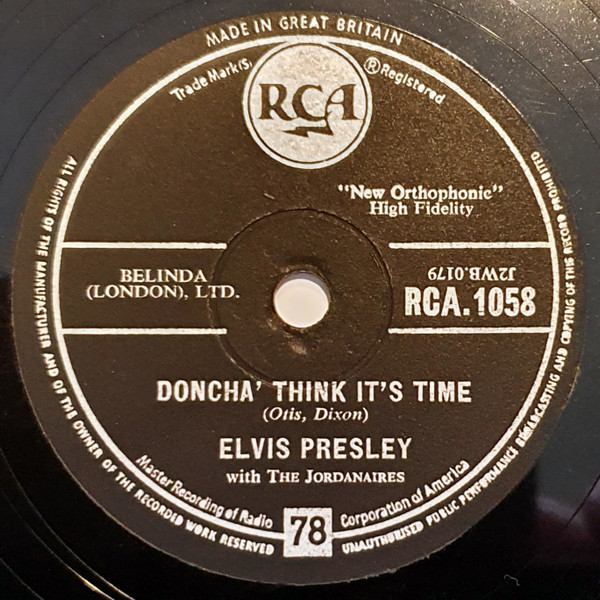 MADE IN GREAT BRITAIN
Trade Mark(s)
® Registered
RCA
"New Orthophonic"
High Fidelity
BELINDA
(LONDON), LTD.
J2WB.0179
RCA.1058
DONCHA' THINK IT'S TIME
(Otis, Dixon)
ELVIS PRESLEY
with THE JORDANAIRES
Master Recording of Radio Corporation of America
78
ALL RIGHTS OF THE MANUFACTURER AND OF THE OWNER OF THE RECORDED WORK RESERVED
UNAUTHORISED PUBLIC PERFORMANCE BROADCASTING AND COPYING OF THIS RECORD PROHIBITED